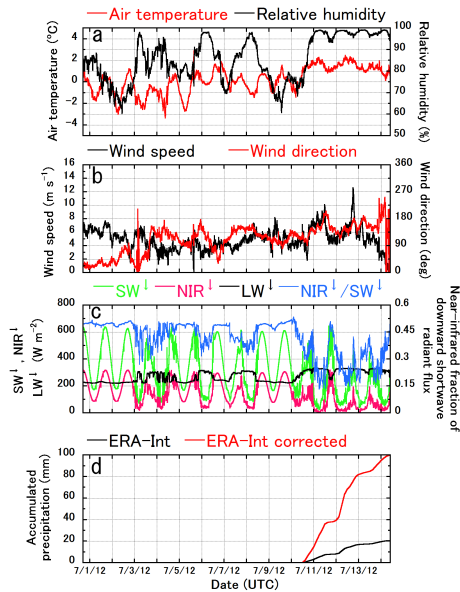 Air temperature Relative humidity
a
Air temperature (°C)
4
2
0
-2
-4
Relative humidity (%)
100
90
80
70
60
50
Wind speed Wind direction
b
Wind speed (m s⁻¹)
16
14
12
10
8
6
4
2
0
Wind direction (deg)
360
270
180
90
0
SW↓ NIR↓ LW↓ NIR↓/SW↓
c
SW↓, NIR↓
LW↓ (W m⁻²)
800
600
400
200
0
Near-infrared fraction of
downward shortwave
radiant flux
0.6
0.45
0.3
0.15
0
ERA-Int ERA-Int corrected
d
Accumulated
precipitation (mm)
100
80
60
40
20
0
7/1/12 7/3/12 7/5/12 7/7/12 7/9/12 7/11/12 7/13/12
Date (UTC)